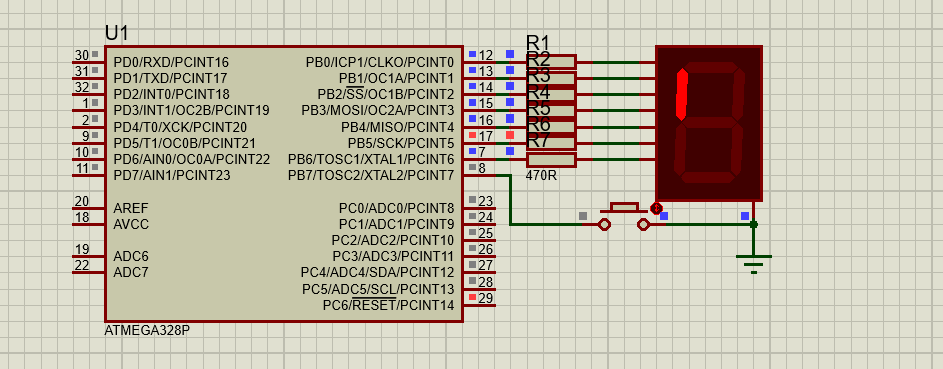 U1
30 PD0/RXD/PCINT16
31 PD1/TXD/PCINT17
32 PD2/INT0/PCINT18
1 PD3/INT1/OC2B/PCINT19
2 PD4/T0/XCK/PCINT20
9 PD5/T1/OC0B/PCINT21
10 PD6/AIN0/OC0A/PCINT22
11 PD7/AIN1/PCINT23
20 AREF
18 AVCC
19 ADC6
22 ADC7
PB0/ICP1/CLKO/PCINT0 12
PB1/OC1A/PCINT1 13
PB2/SS/OC1B/PCINT2 14
PB3/MOSI/OC2A/PCINT3 15
PB4/MISO/PCINT4 16
PB5/SCK/PCINT5 17
PB6/TOSC1/XTAL1/PCINT6 7
PB7/TOSC2/XTAL2/PCINT7 8
PC0/ADC0/PCINT8 23
PC1/ADC1/PCINT9 24
PC2/ADC2/PCINT10 25
PC3/ADC3/PCINT11 26
PC4/ADC4/SDA/PCINT12 27
PC5/ADC5/SCL/PCINT13 28
PC6/RESET/PCINT14 29
ATMEGA328P
R1
R2
R3
R4
R5
R6
R7
470R